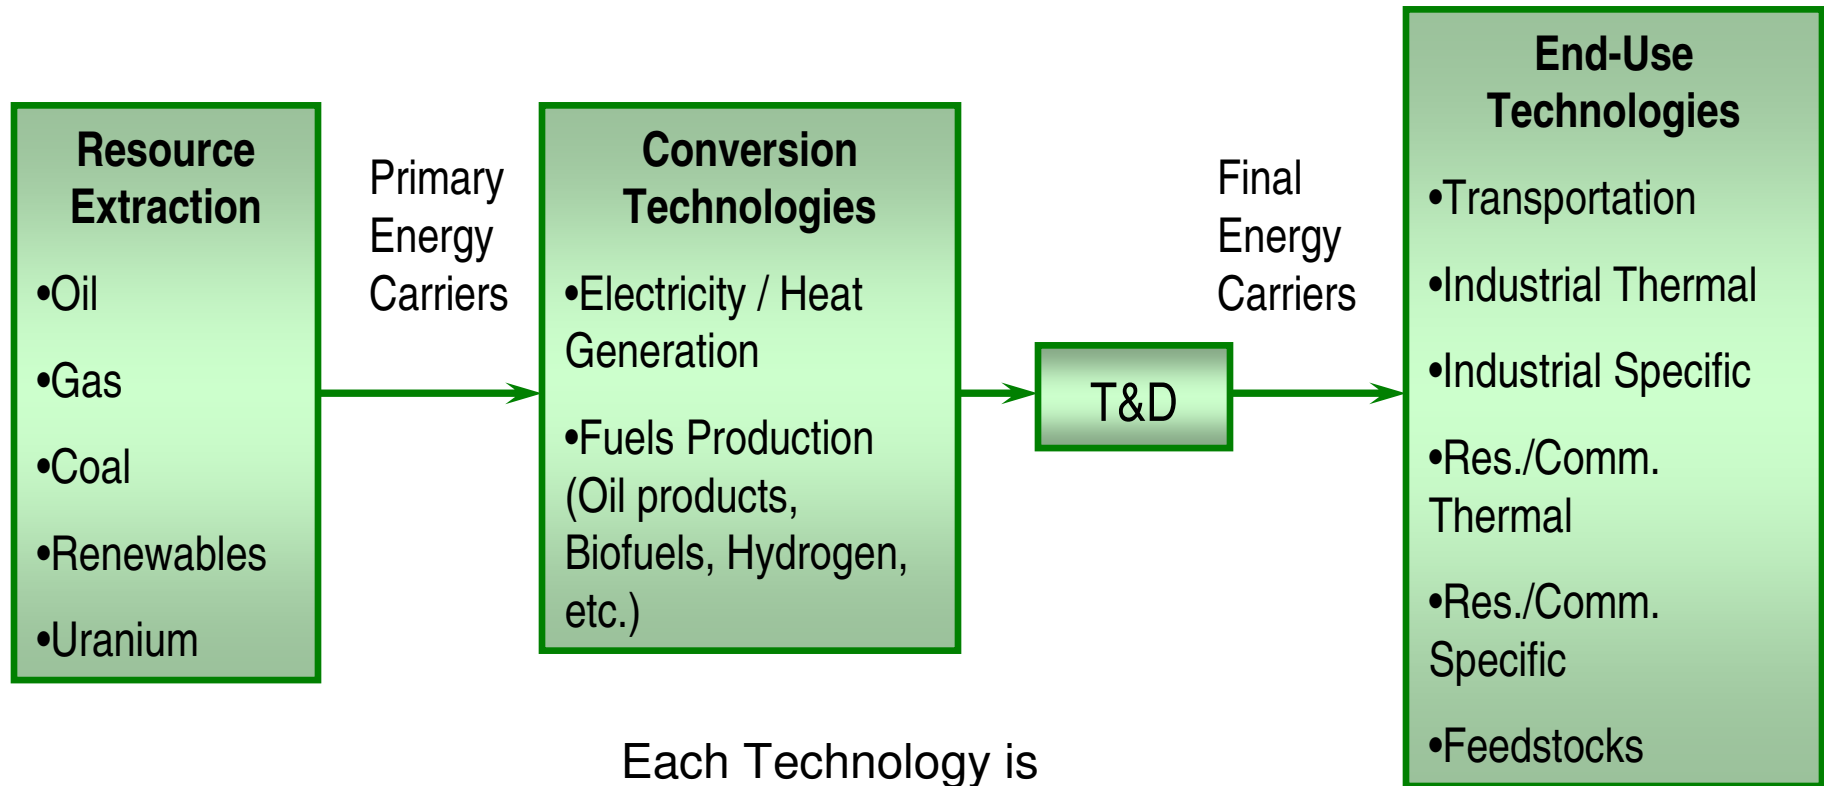 Resource
Extraction
•Oil
•Gas
•Coal
•Renewables
•Uranium
Primary
Energy
Carriers
Conversion
Technologies
•Electricity / Heat
Generation
•Fuels Production
(Oil products,
Biofuels, Hydrogen,
etc.)
T&D
Final
Energy
Carriers
End-Use
Technologies
•Transportation
•Industrial Thermal
•Industrial Specific
•Res./Comm.
Thermal
•Res./Comm.
Specific
•Feedstocks
Each Technology is